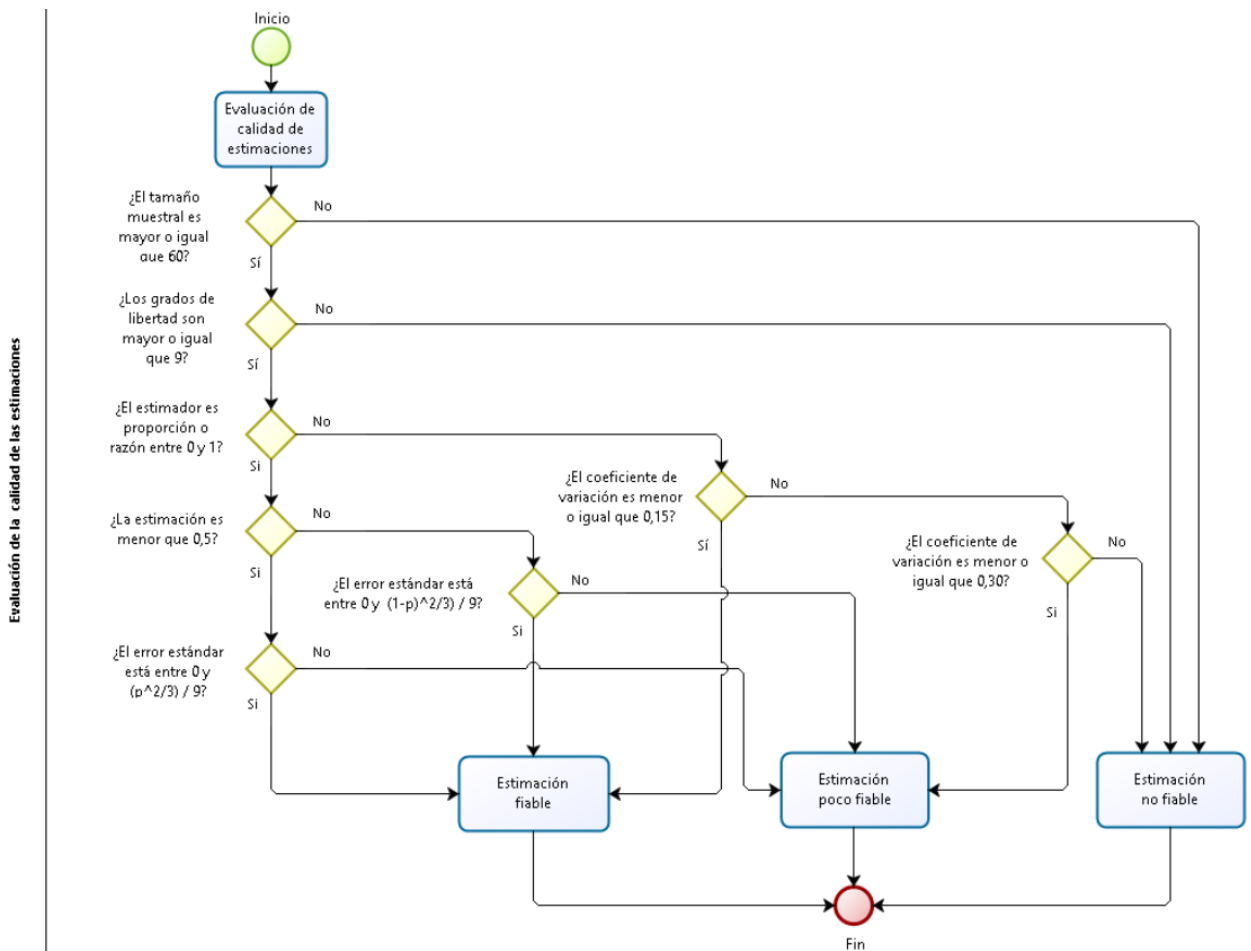 Evaluación de la calidad de las estimaciones
Inicio
Evaluación de
calidad de
estimaciones
¿El tamaño
muestral es
mayor o igual
que 60?
No
Sí
¿Los grados de
libertad son
mayor o igual
que 9?
No
Sí
¿El estimador es
proporción o
razón entre 0 y 1?
No
Si
¿El coeficiente de
variación es menor
o igual que 0,15?
No
Sí
¿La estimación es
menor que 0,5?
No
Si
¿El coeficiente de
variación es menor o
igual que 0,30?
No
Si
¿El error estándar está
entre 0 y (1-p)^2/3) / 9?
No
Si
¿El error estándar
está entre 0 y
(p^2/3) / 9?
No
Si
Estimación
fiable
Estimación
poco fiable
Estimación
no fiable
Fin